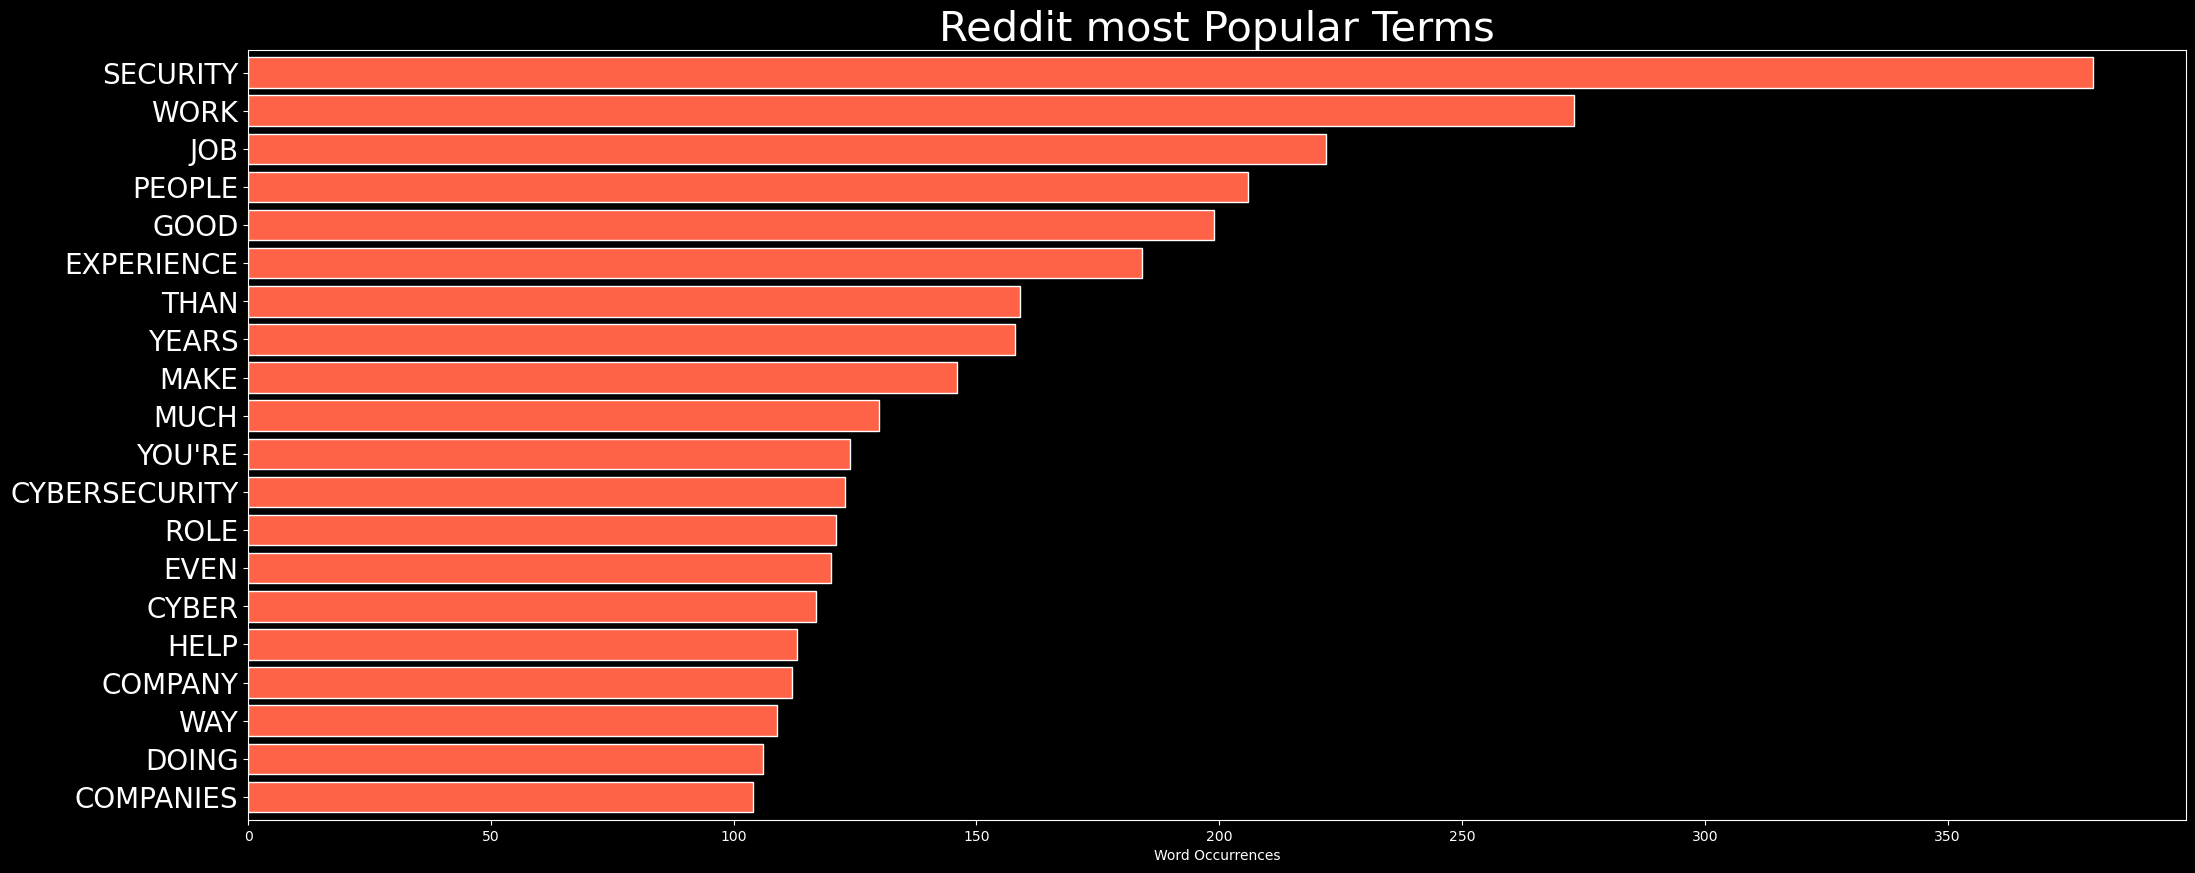 Reddit most Popular Terms
SECURITY
WORK
JOB
PEOPLE
GOOD
EXPERIENCE
THAN
YEARS
MAKE
MUCH
YOU'RE
CYBERSECURITY
ROLE
EVEN
CYBER
HELP
COMPANY
WAY
DOING
COMPANIES
0 50 100 150 200 250 300 350
Word Occurrences